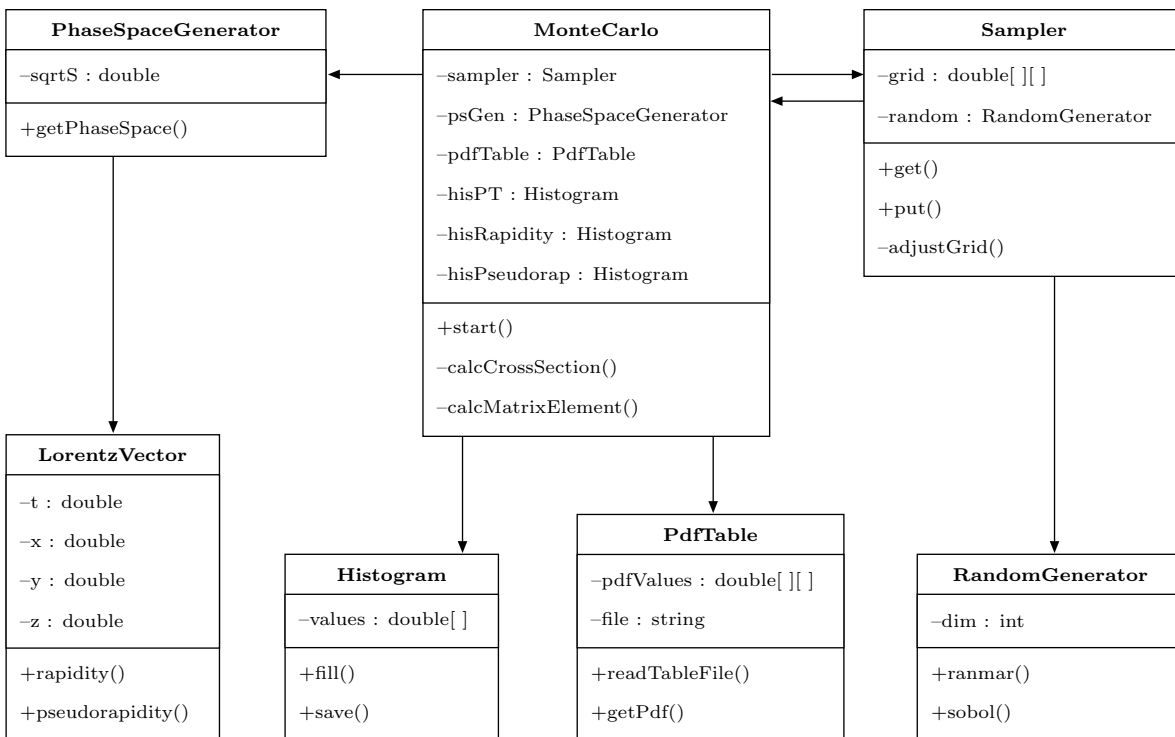 PhaseSpaceGenerator
–sqrtS : double
+getPhaseSpace()
MonteCarlo
–sampler : Sampler
–psGen : PhaseSpaceGenerator
–pdfTable : PdfTable
–hisPT : Histogram
–hisRapidity : Histogram
–hisPseudorap : Histogram
+start()
–calcCrossSection()
–calcMatrixElement()
Sampler
–grid : double[ ][ ]
–random : RandomGenerator
+get()
+put()
–adjustGrid()
LorentzVector
–t : double
–x : double
–y : double
–z : double
+rapidity()
+pseudorapidity()
Histogram
–values : double[ ]
+fill()
+save()
PdfTable
–pdfValues : double[ ][ ]
–file : string
+readTableFile()
+getPdf()
RandomGenerator
–dim : int
+ranmar()
+sobol()